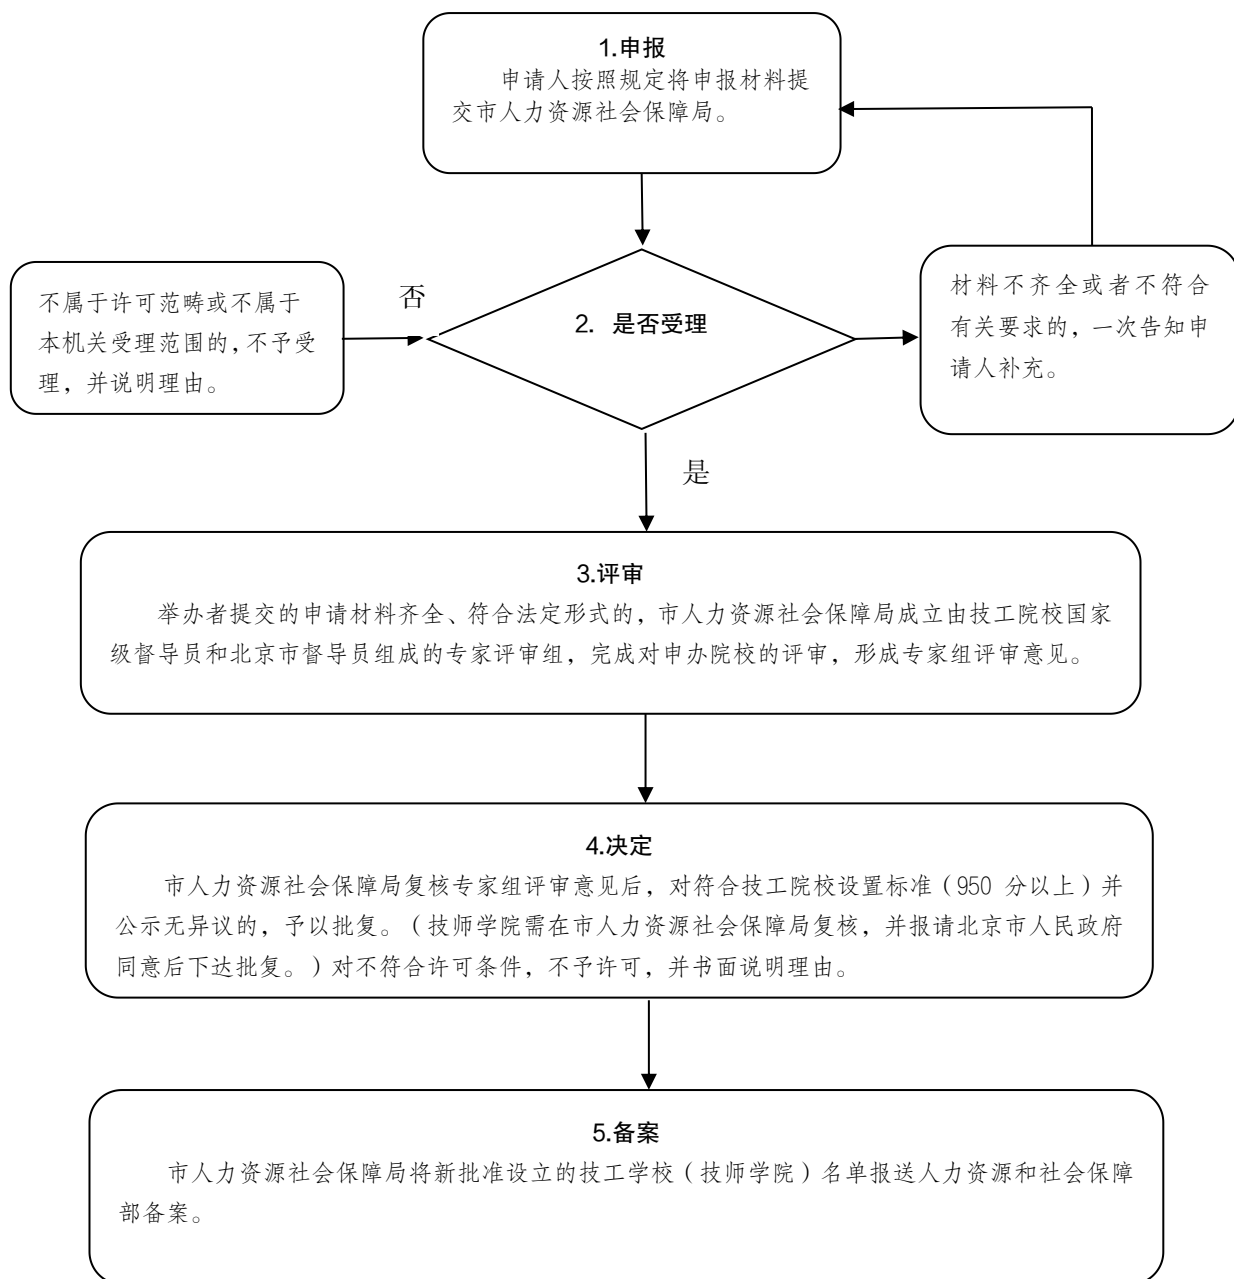 1.申报
申请人按照规定将申报材料提
交市人力资源社会保障局。
不属于许可范畴或不属于
本机关受理范围的，不予受
理，并说明理由。
否
2. 是否受理
材料不齐全或者不符合
有关要求的，一次告知申
请人补充。
是
3.评审
举办者提交的申请材料齐全、符合法定形式的，市人力资源社会保障局成立由技工院校国家
级督导员和北京市督导员组成的专家评审组，完成对申办院校的评审，形成专家组评审意见。
4.决定
市人力资源社会保障局复核专家组评审意见后，对符合技工院校设置标准（950 分以上）并
公示无异议的，予以批复。（技师学院需在市人力资源社会保障局复核，并报请北京市人民政府
同意后下达批复。）对不符合许可条件，不予许可，并书面说明理由。
5.备案
市人力资源社会保障局将新批准设立的技工学校（技师学院）名单报送人力资源和社会保障
部备案。